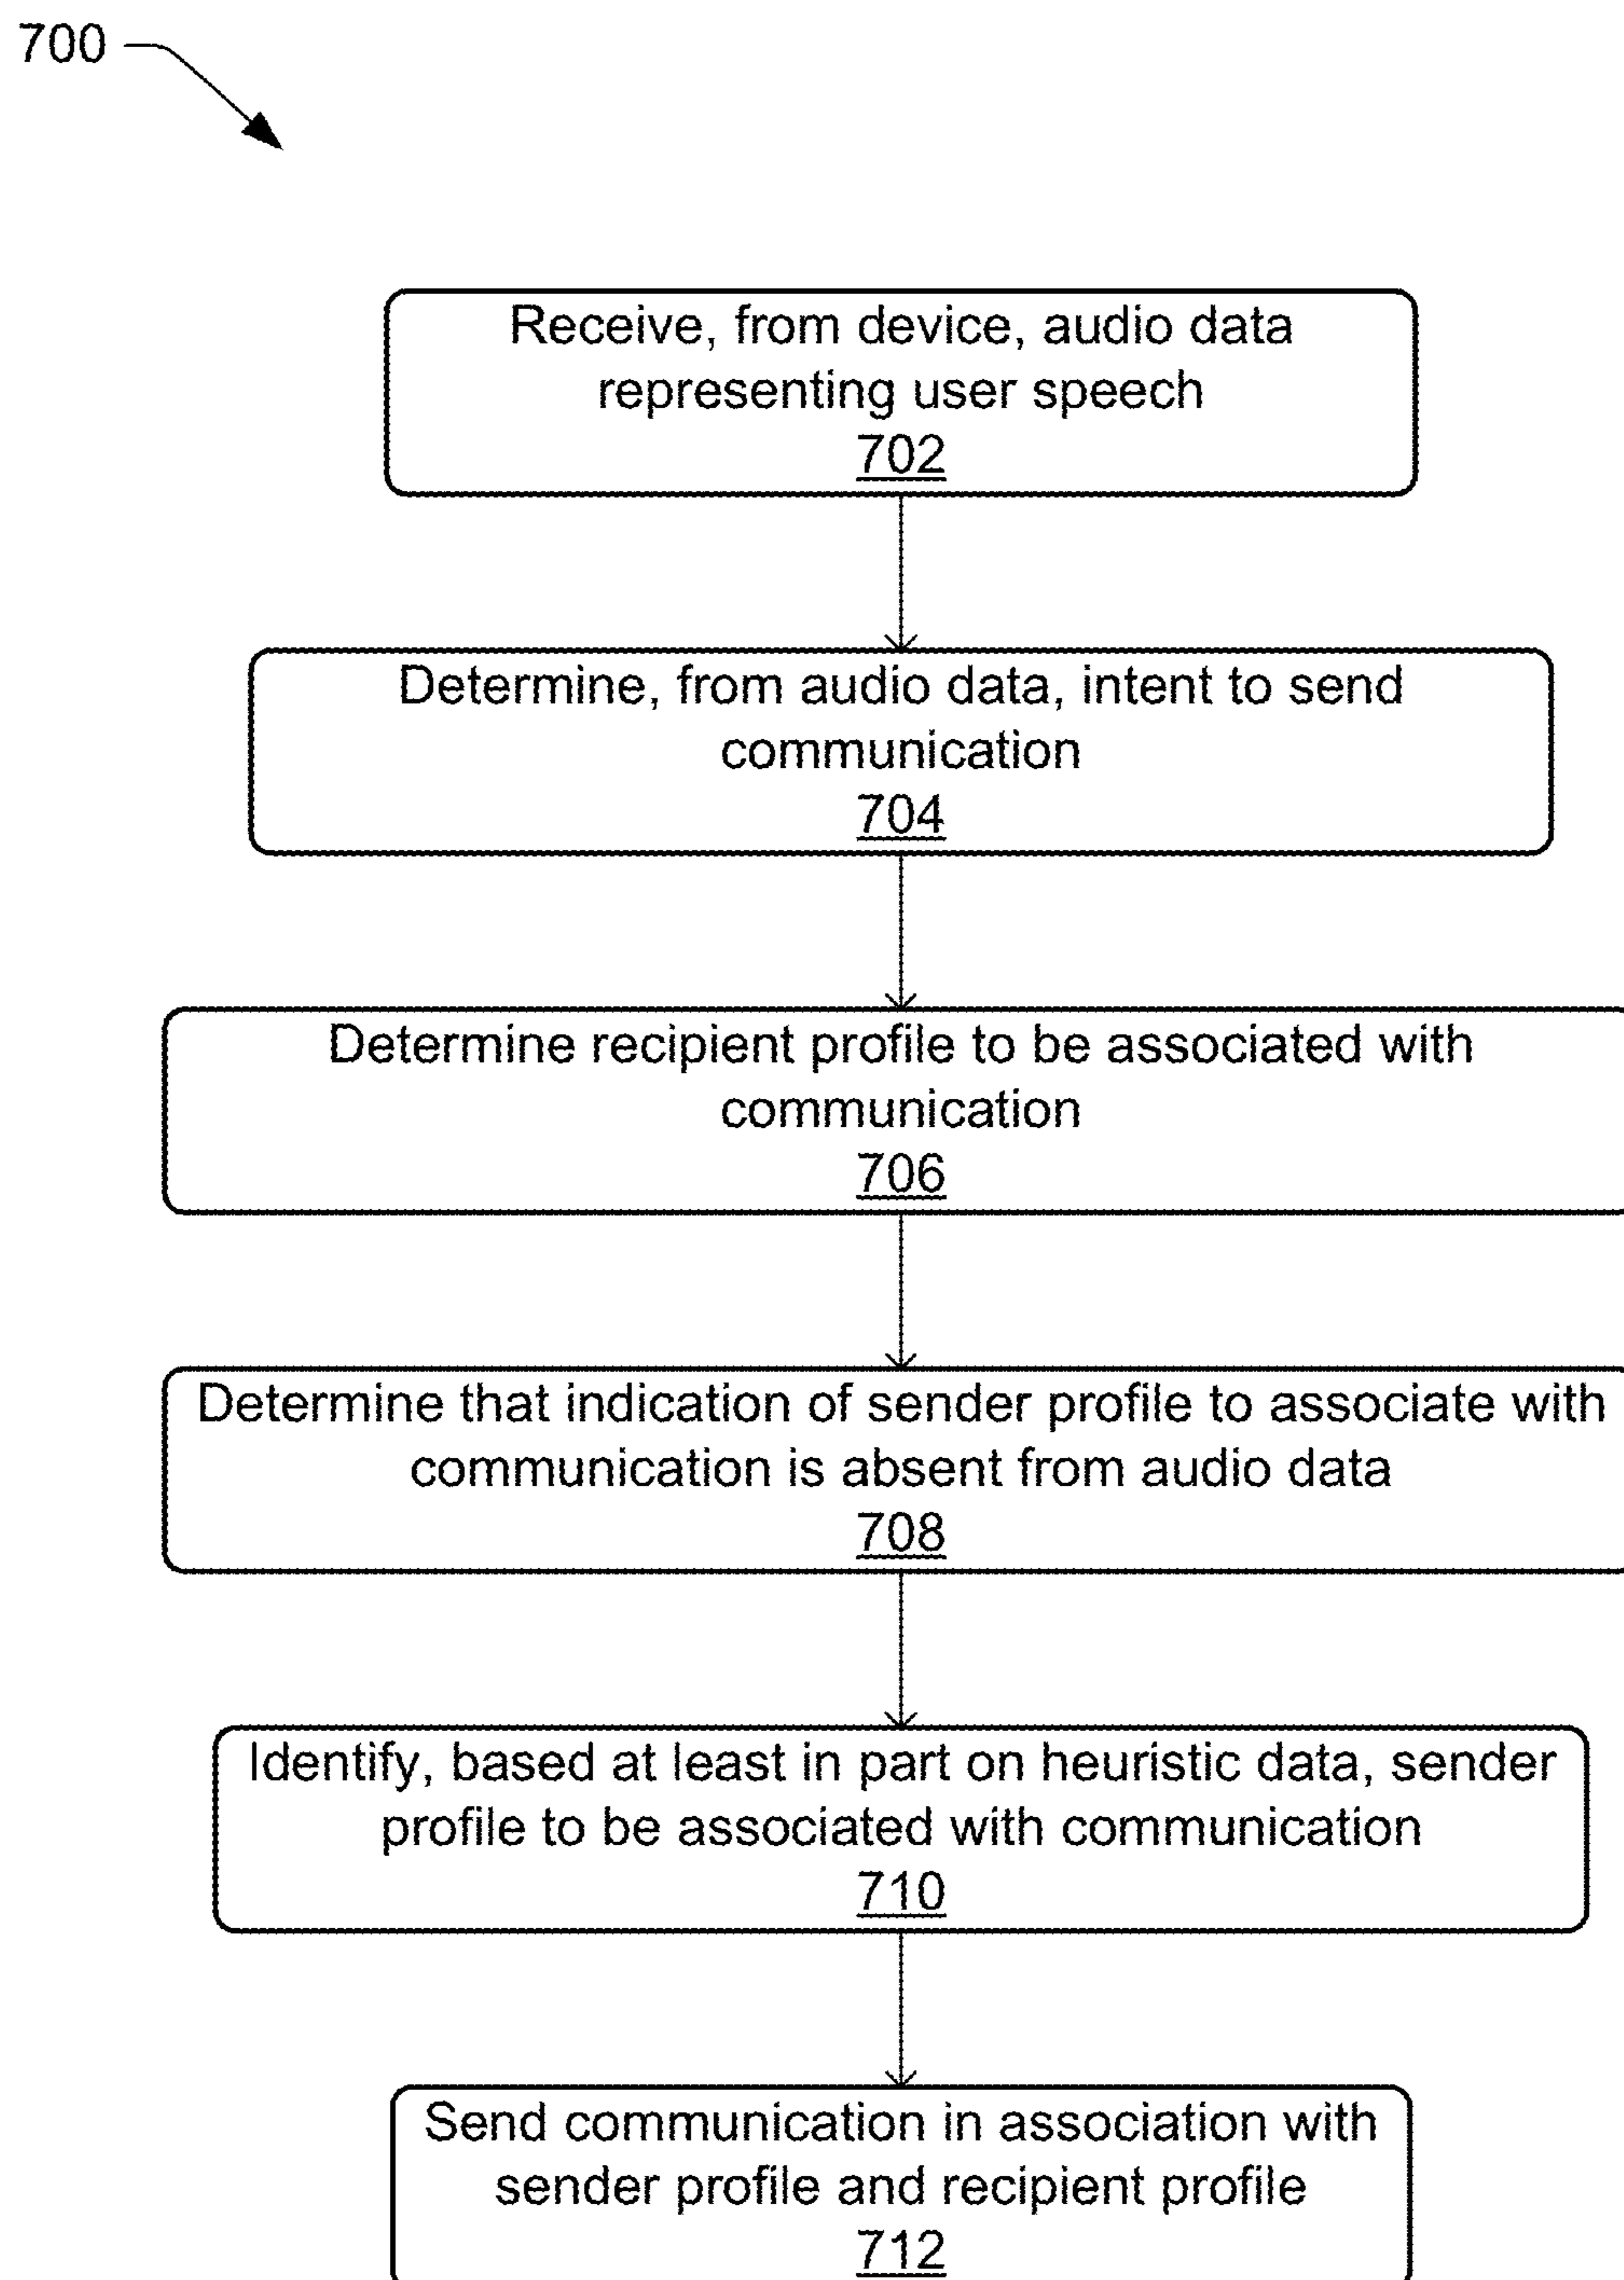 700
Receive, from device, audio data
representing user speech
702
Determine, from audio data, intent to send
communication
704
Determine recipient profile to be associated with
communication
706
Determine that indication of sender profile to associate with
communication is absent from audio data
708
Identify, based at least in part on heuristic data, sender
profile to be associated with communication
710
Send communication in association with
sender profile and recipient profile
712